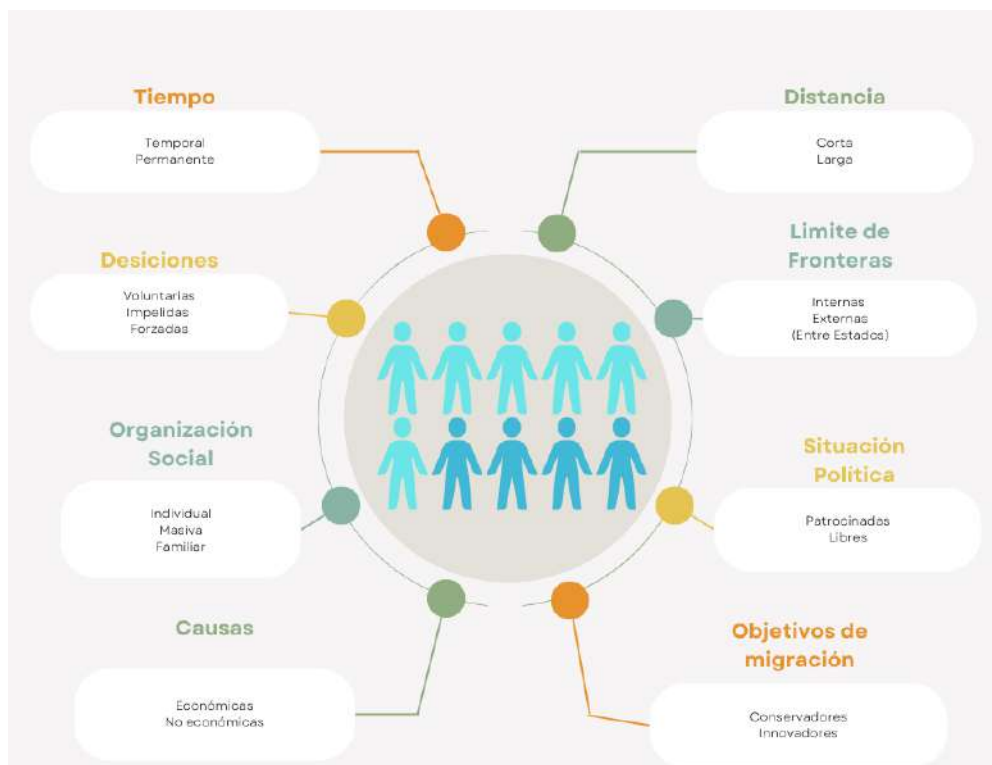 Tiempo
Temporal
Permanente
Desiciones
Voluntarias
Impelidas
Forzadas
Organización
Social
Individual
Masiva
Familiar
Causas
Económicas
No económicas
Distancia
Corta
Larga
Limite de
Fronteras
Internas
Externas
(Entre Estados)
Situación
Política
Patrocinadas
Libres
Objetivos de
migración
Conservadores
Innovadores